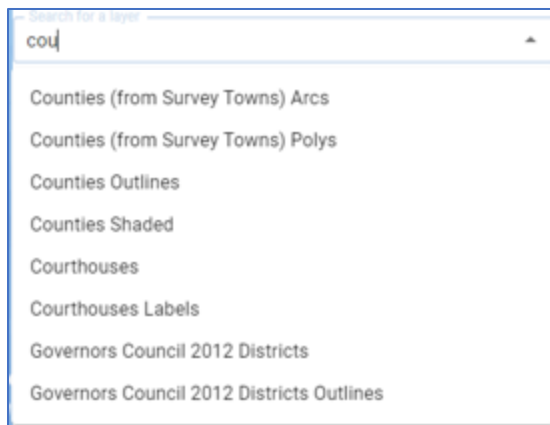 Search for a layer
cou
Counties (from Survey Towns) Arcs
Counties (from Survey Towns) Polys
Counties Outlines
Counties Shaded
Courthouses
Courthouses Labels
Governors Council 2012 Districts
Governors Council 2012 Districts Outlines